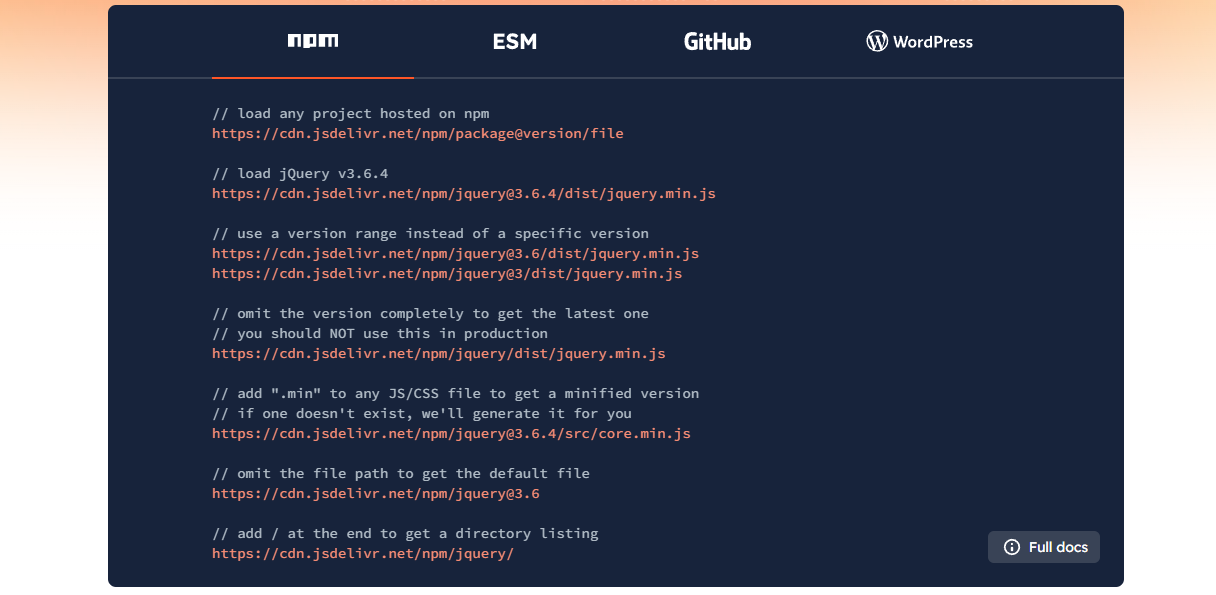 npm
ESM
GitHub
WordPress
// load any project hosted on npm
https://cdn.jsdelivr.net/npm/package@version/file
// load jQuery v3.6.4
https://cdn.jsdelivr.net/npm/jquery@3.6.4/dist/jquery.min.js
// use a version range instead of a specific version
https://cdn.jsdelivr.net/npm/jquery@3.6/dist/jquery.min.js
https://cdn.jsdelivr.net/npm/jquery@3/dist/jquery.min.js
// omit the version completely to get the latest one
// you should NOT use this in production
https://cdn.jsdelivr.net/npm/jquery/dist/jquery.min.js
// add ".min" to any JS/CSS file to get a minified version
// if one doesn't exist, we'll generate it for you
https://cdn.jsdelivr.net/npm/jquery@3.6.4/src/core.min.js
// omit the file path to get the default file
https://cdn.jsdelivr.net/npm/jquery@3.6
// add / at the end to get a directory listing
https://cdn.jsdelivr.net/npm/jquery/
Full docs